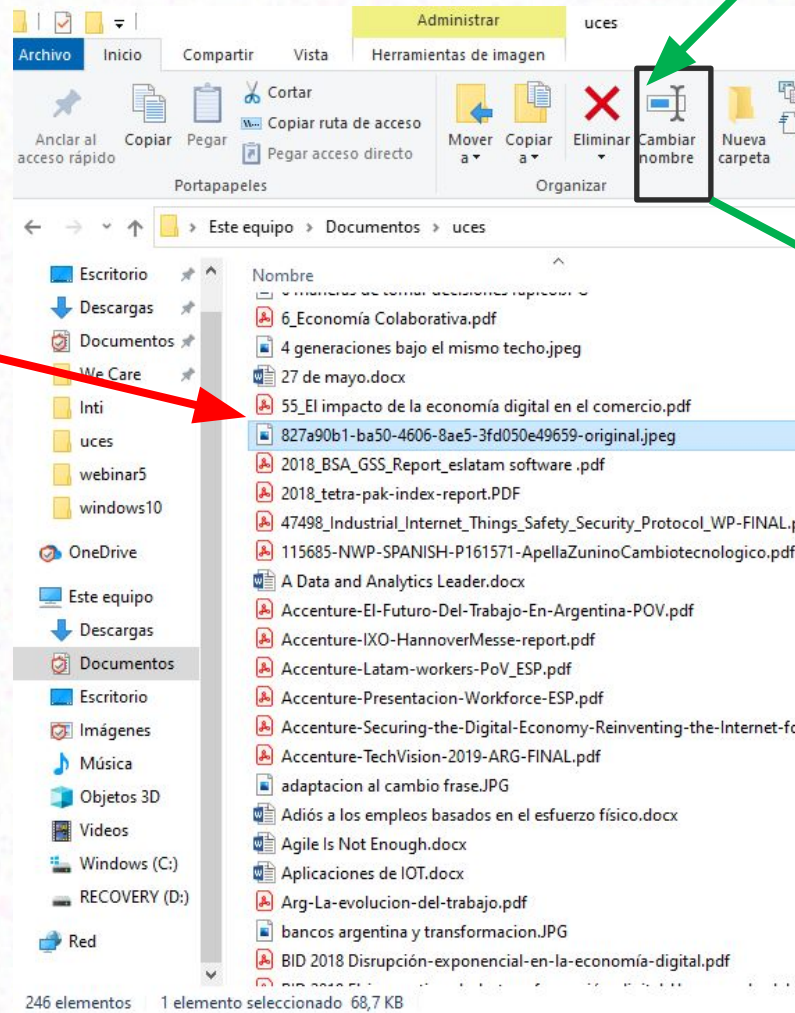 Administrar
uces
Archivo
Inicio
Compartir
Vista
Herramientas de imagen
Anclar al acceso rápido
Copiar
Pegar
Cortar
Copiar ruta de acceso
Pegar acceso directo
Mover a
Copiar a
Eliminar
Cambiar nombre
Nueva carpeta
Portapapeles
Organizar
Este equipo > Documentos > uces
Escritorio
Descargas
Documentos
We Care
Inti
uces
webinar5
windows10
OneDrive
Este equipo
Descargas
Documentos
Escritorio
Imágenes
Música
Objetos 3D
Videos
Windows (C:)
RECOVERY (D:)
Red
Nombre
6_Economía Colaborativa.pdf
4 generaciones bajo el mismo techo.jpeg
27 de mayo.docx
55_El impacto de la economía digital en el comercio.pdf
827a90b1-ba50-4606-8ae5-3fd050e49659-original.jpeg
2018_BSA_GSS_Report_eslatam software .pdf
2018_tetra-pak-index-report.PDF
47498_Industrial_Internet_Things_Safety_Security_Protocol_WP-FINAL.p
115685-NWP-SPANISH-P161571-ApellaZuninoCambiotecnologico.pdf
A Data and Analytics Leader.docx
Accenture-El-Futuro-Del-Trabajo-En-Argentina-POV.pdf
Accenture-IXO-HannoverMesse-report.pdf
Accenture-Latam-workers-PoV_ESP.pdf
Accenture-Presentacion-Workforce-ESP.pdf
Accenture-Securing-the-Digital-Economy-Reinventing-the-Internet-fo
Accenture-TechVision-2019-ARG-FINAL.pdf
adaptacion al cambio frase.JPG
Adiós a los empleos basados en el esfuerzo físico.docx
Agile Is Not Enough.docx
Aplicaciones de IOT.docx
Arg-La-evolucion-del-trabajo.pdf
bancos argentina y transformacion.JPG
BID 2018 Disrupción-exponencial-en-la-economía-digital.pdf
246 elementos
1 elemento seleccionado 68,7 KB